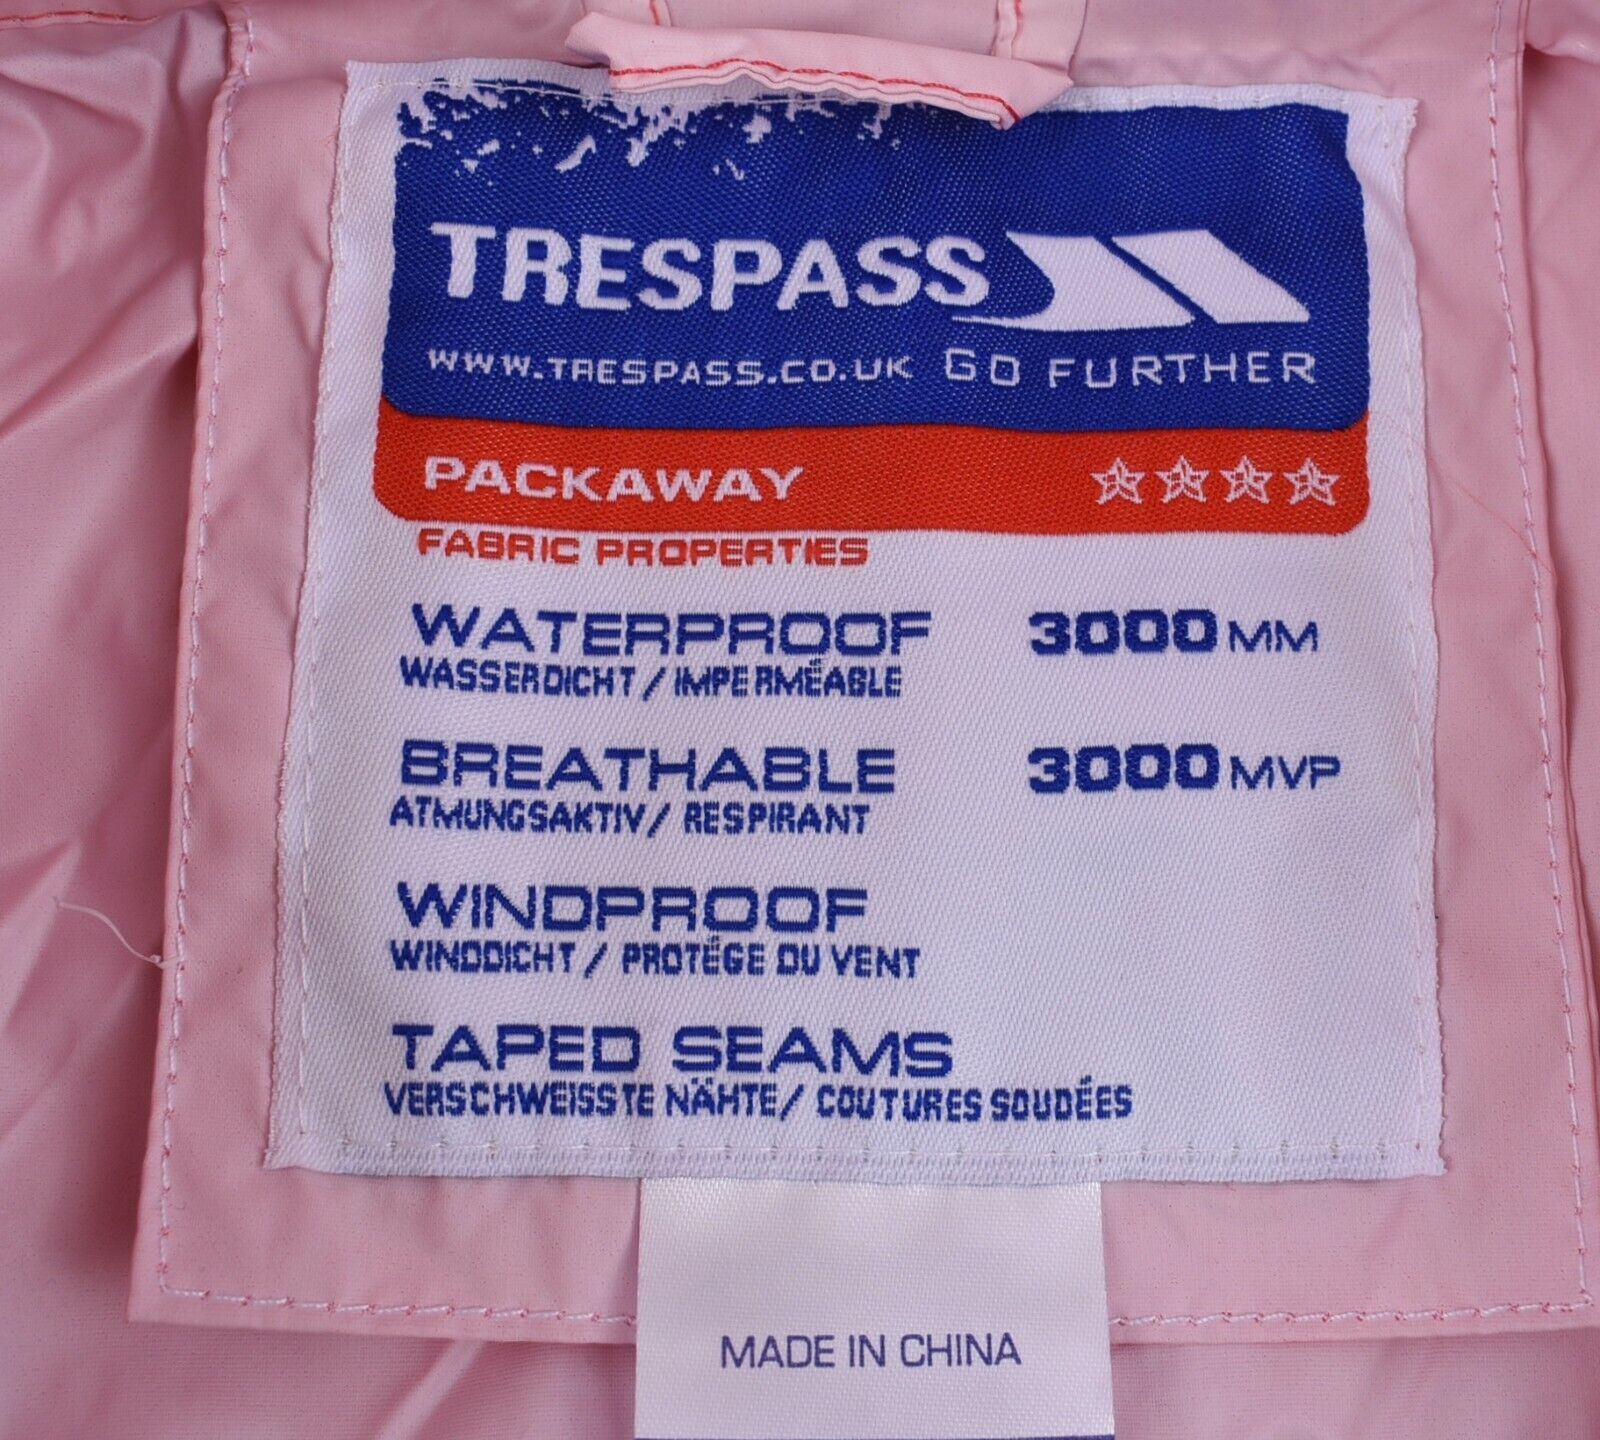 TRESPASS
WWW.TRESPASS.CO.UK GO FURTHER
PACKAWAY
FABRIC PROPERTIES
WATERPROOF 3000MM
WASSERDICHT / IMPERMÉABLE
BREATHABLE 3000MVP
ATMUNGSAKTIV / RESPIRANT
WINDPROOF
WINDDICHT / PROTÉGE DU VENT
TAPED SEAMS
VERSCHWEISSTE NÄHTE / COUTURES SOUDÉES
MADE IN CHINA